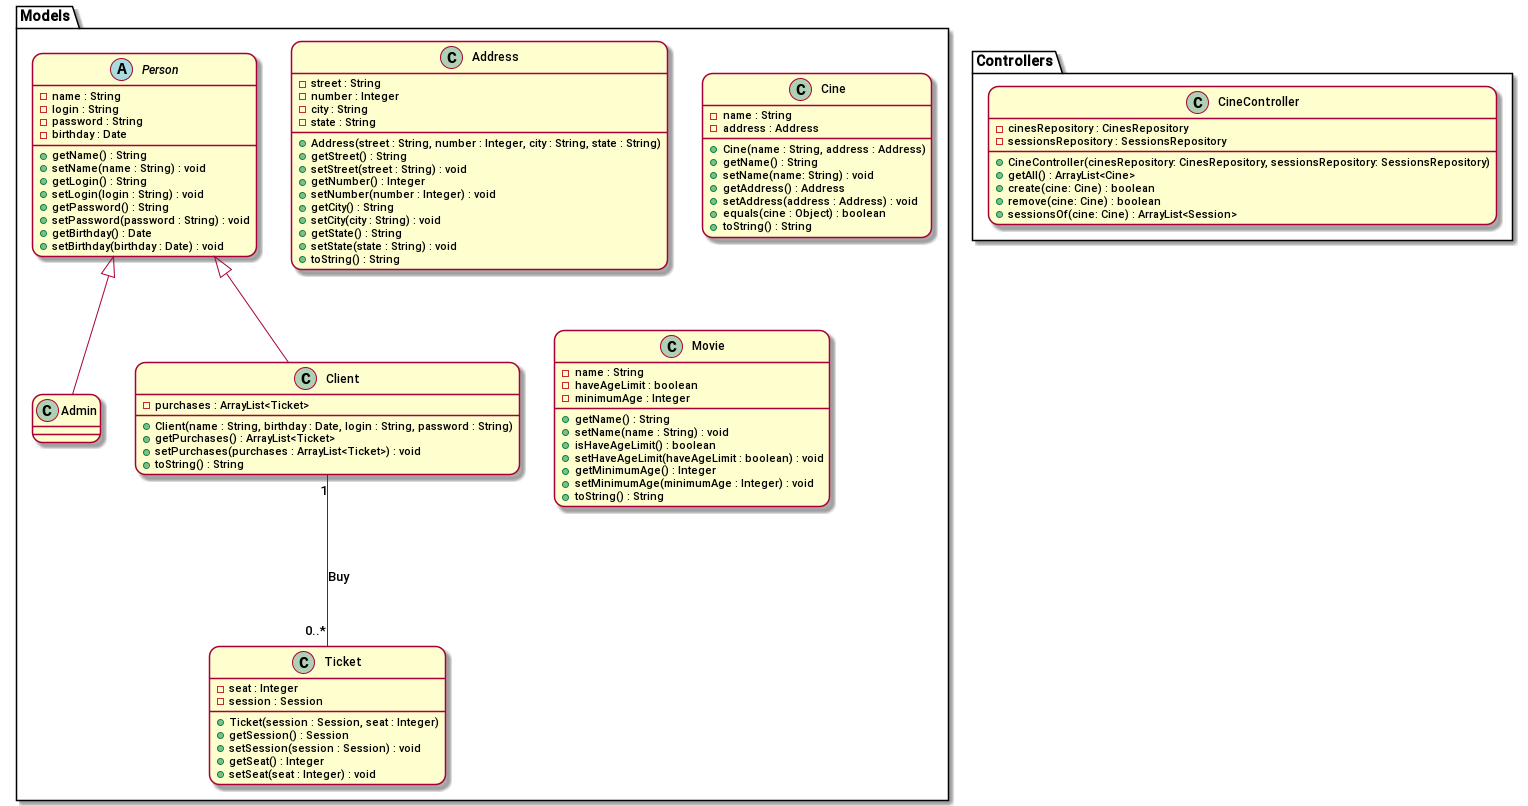 Models
A Person
name : String
login : String
password : String
birthday : Date
getName() : String
setName(name : String) : void
getLogin() : String
setLogin(login : String) : void
getPassword() : String
setPassword(password : String) : void
getBirthday() : Date
setBirthday(birthday : Date) : void
C Address
street : String
number : Integer
city : String
state : String
Address(street : String, number : Integer, city : String, state : String)
getStreet() : String
setStreet(street : String) : void
getNumber() : Integer
setNumber(number : Integer) : void
getCity() : String
setCity(city : String) : void
getState() : String
setState(state : String) : void
toString() : String
C Cine
name : String
address : Address
Cine(name : String, address : Address)
getName() : String
setName(name: String) : void
getAddress() : Address
setAddress(address : Address) : void
equals(cine : Object) : boolean
toString() : String
Controllers
C CineController
cinesRepository : CinesRepository
sessionsRepository : SessionsRepository
CineController(cinesRepository: CinesRepository, sessionsRepository: SessionsRepository)
getAll() : ArrayList<Cine>
create(cine: Cine) : boolean
remove(cine: Cine) : boolean
sessionsOf(cine: Cine) : ArrayList<Session>
C Admin
C Client
purchases : ArrayList<Ticket>
Client(name : String, birthday : Date, login : String, password : String)
getPurchases() : ArrayList<Ticket>
setPurchases(purchases : ArrayList<Ticket>) : void
toString() : String
C Movie
name : String
haveAgeLimit : boolean
minimumAge : Integer
getName() : String
setName(name : String) : void
isHaveAgeLimit() : boolean
setHaveAgeLimit(haveAgeLimit : boolean) : void
getMinimumAge() : Integer
setMinimumAge(minimumAge : Integer) : void
toString() : String
1
Buy
0..*
C Ticket
seat : Integer
session : Session
Ticket(session : Session, seat : Integer)
getSession() : Session
setSession(session : Session) : void
getSeat() : Integer
setSeat(seat : Integer) : void